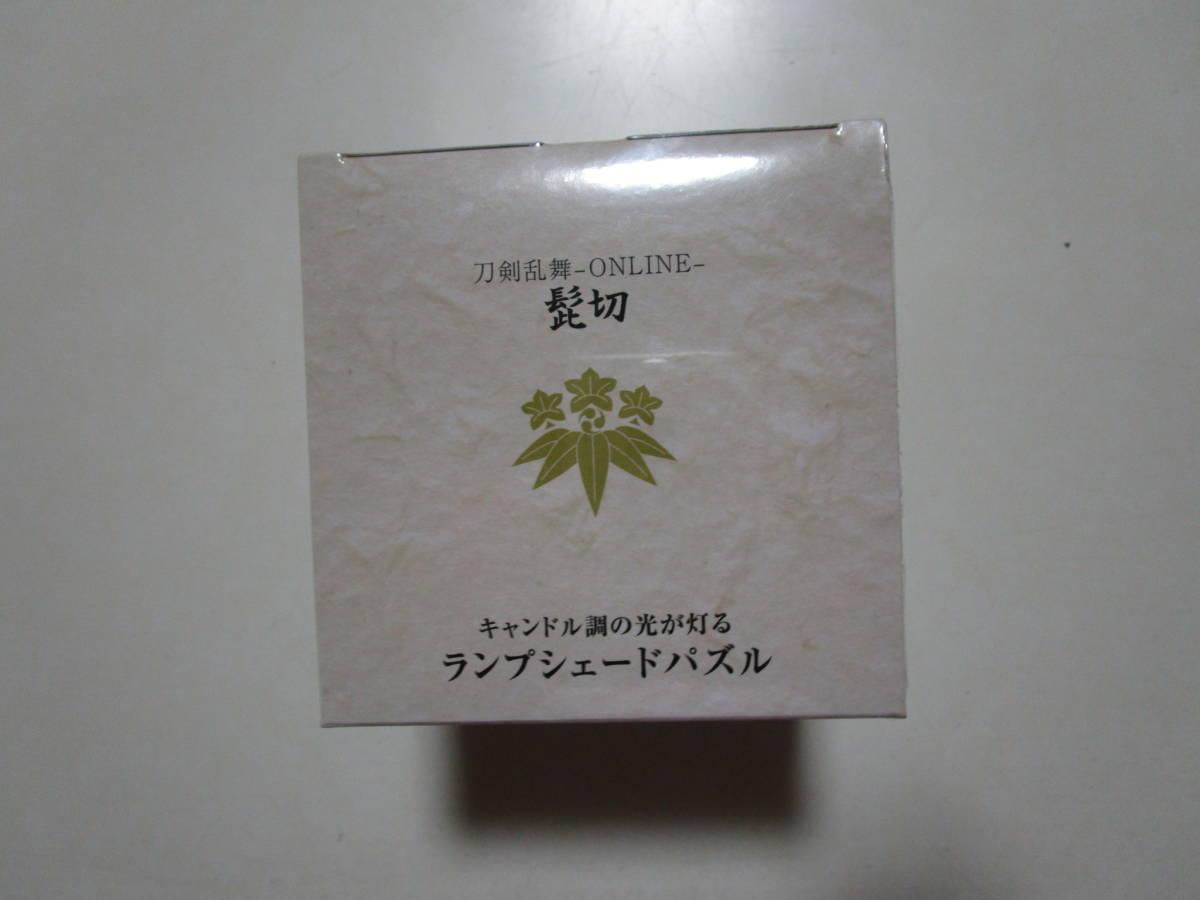 刀剣乱舞-ONLINE-
髭切
キャンドル調の光が灯る
ランプシェードパズル